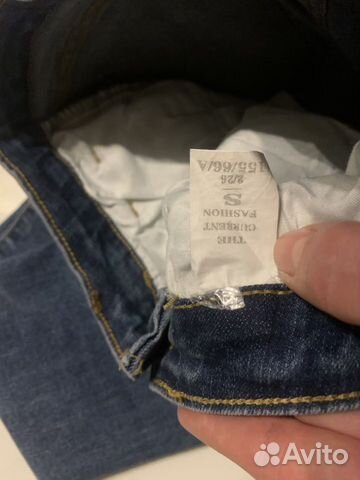 THE
CURRENT
FASHION
S
2/26
155/66/A
Avito